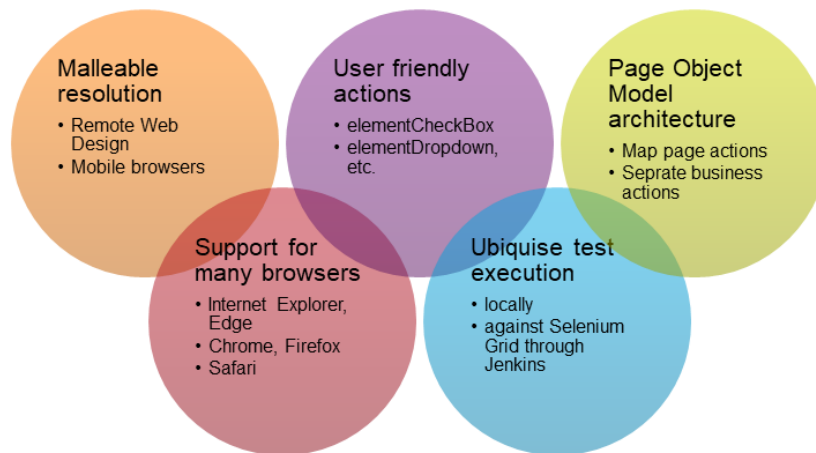 Malleable
resolution
• Remote Web
Design
• Mobile browsers
User friendly
actions
• elementCheckBox
• elementDropdown,
etc.
Page Object
Model
architecture
• Map page actions
• Seprate business
actions
Support for
many browsers
• Internet Explorer,
Edge
• Chrome, Firefox
• Safari
Ubiquise test
execution
• locally
• against Selenium
Grid through
Jenkins